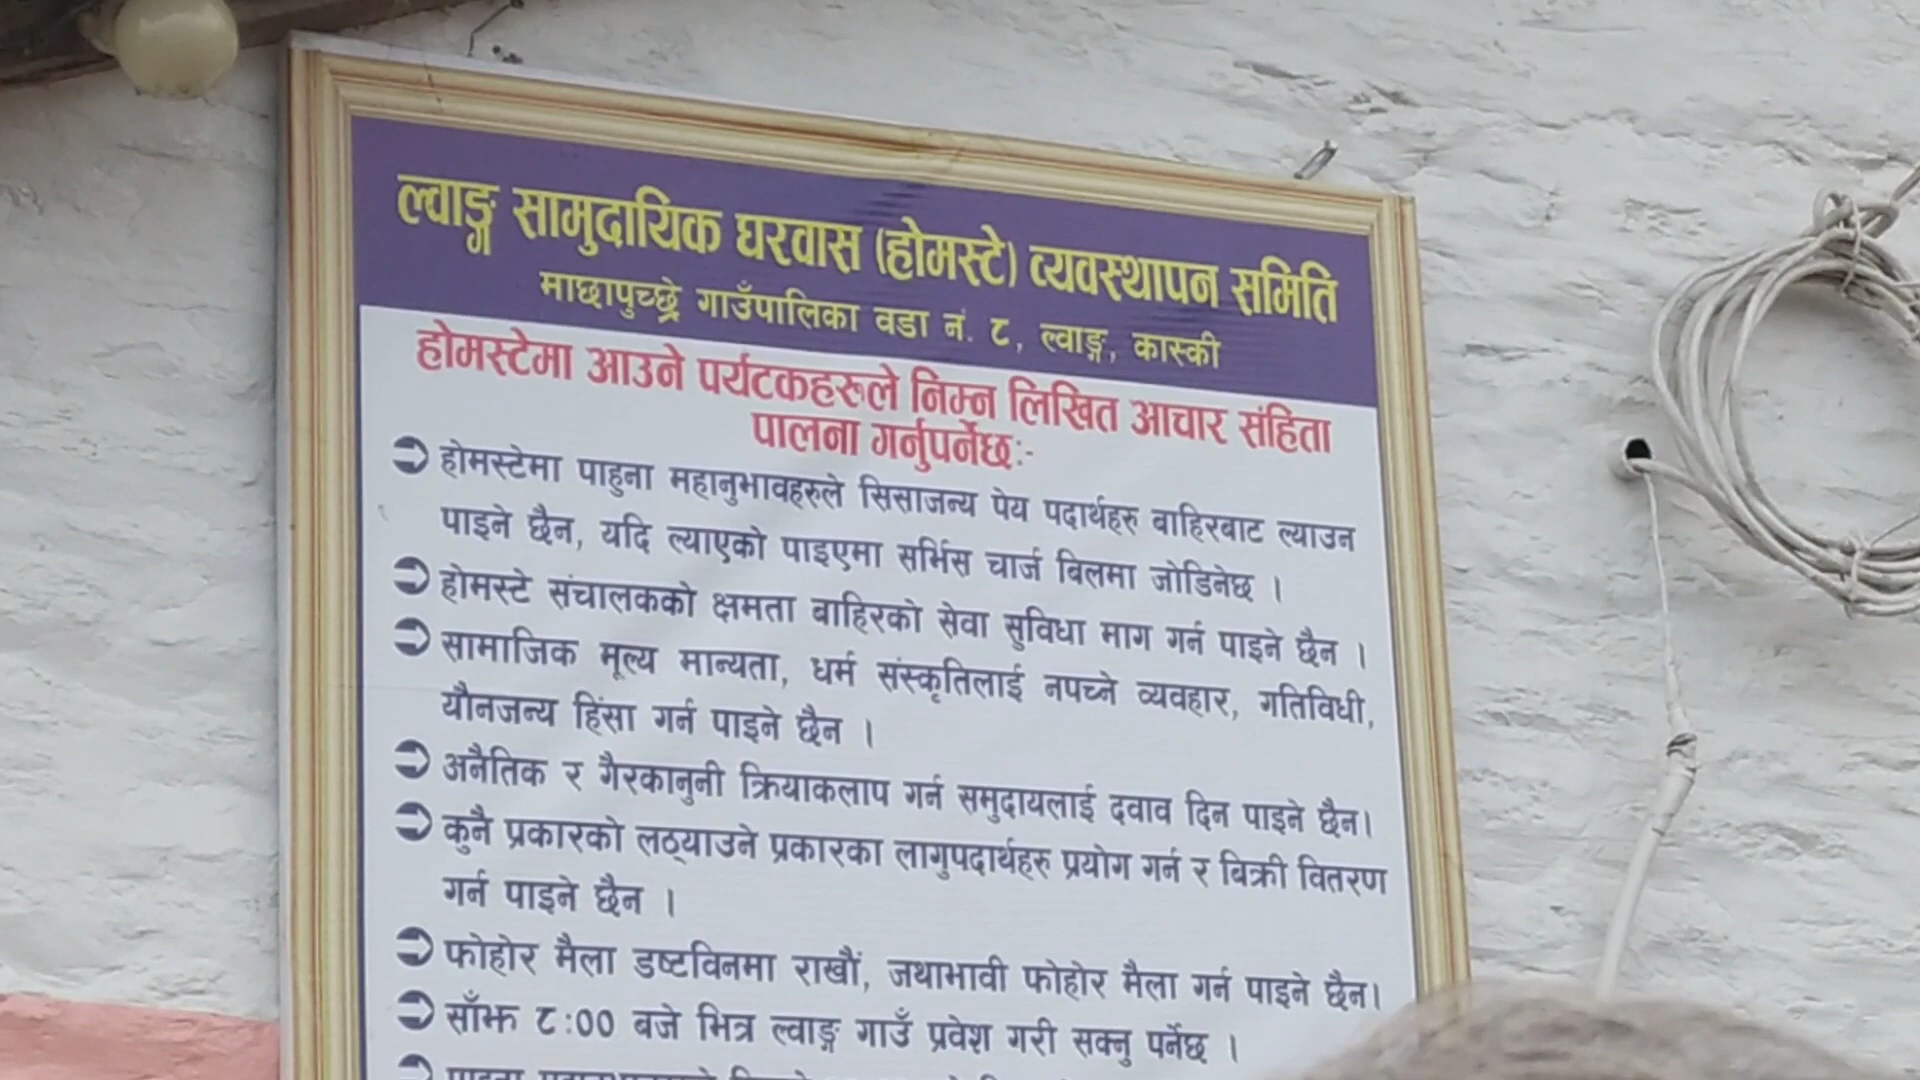 ल्वाङ्ग सामुदायिक घरवास (होमस्टे) व्यवस्थापन समिति
माछापुच्छ्रे गाउँपालिका वडा नं. ८, ल्वाङ्ग, कास्की
होमस्टेमा आउने पर्यटकहरुले निम्न लिखित आचार संहिता
पालना गर्नुपर्नेछः-
होमस्टेमा पाहुना महानुभावहरुले सिसाजन्य पेय पदार्थहरु बाहिरबाट ल्याउन
पाइने छैन, यदि ल्याएको पाइएमा सर्भिस चार्ज बिलमा जोडिनेछ ।
होमस्टे संचालकको क्षमता बाहिरको सेवा सुविधा माग गर्न पाइने छैन ।
सामाजिक मूल्य मान्यता, धर्म संस्कृतिलाई नपच्ने व्यवहार, गतिविधी,
यौनजन्य हिंसा गर्न पाइने छैन ।
अनैतिक र गैरकानुनी क्रियाकलाप गर्न समुदायलाई दवाव दिन पाइने छैन।
कुनै प्रकारको लठ्याउने प्रकारका लागुपदार्थहरु प्रयोग गर्न र बिक्री वितरण
गर्न पाइने छैन ।
फोहोर मैला डष्टविनमा राखौं, जथाभावी फोहोर मैला गर्न पाइने छैन।
साँझ ८:०० बजे भित्र ल्वाङ्ग गाउँ प्रवेश गरी सक्नु पर्नेछ ।